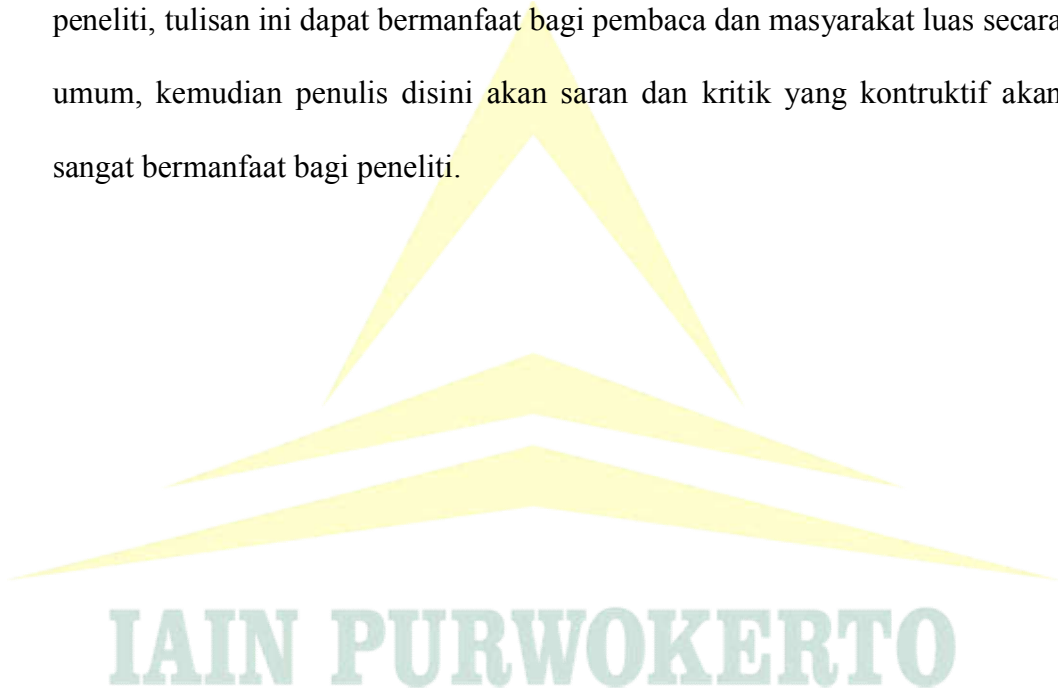 peneliti, tulisan ini dapat bermanfaat bagi pembaca dan masyarakat luas secara
umum, kemudian penulis disini akan saran dan kritik yang kontruktif akan
sangat bermanfaat bagi peneliti.
IAIN PURWOKERTO